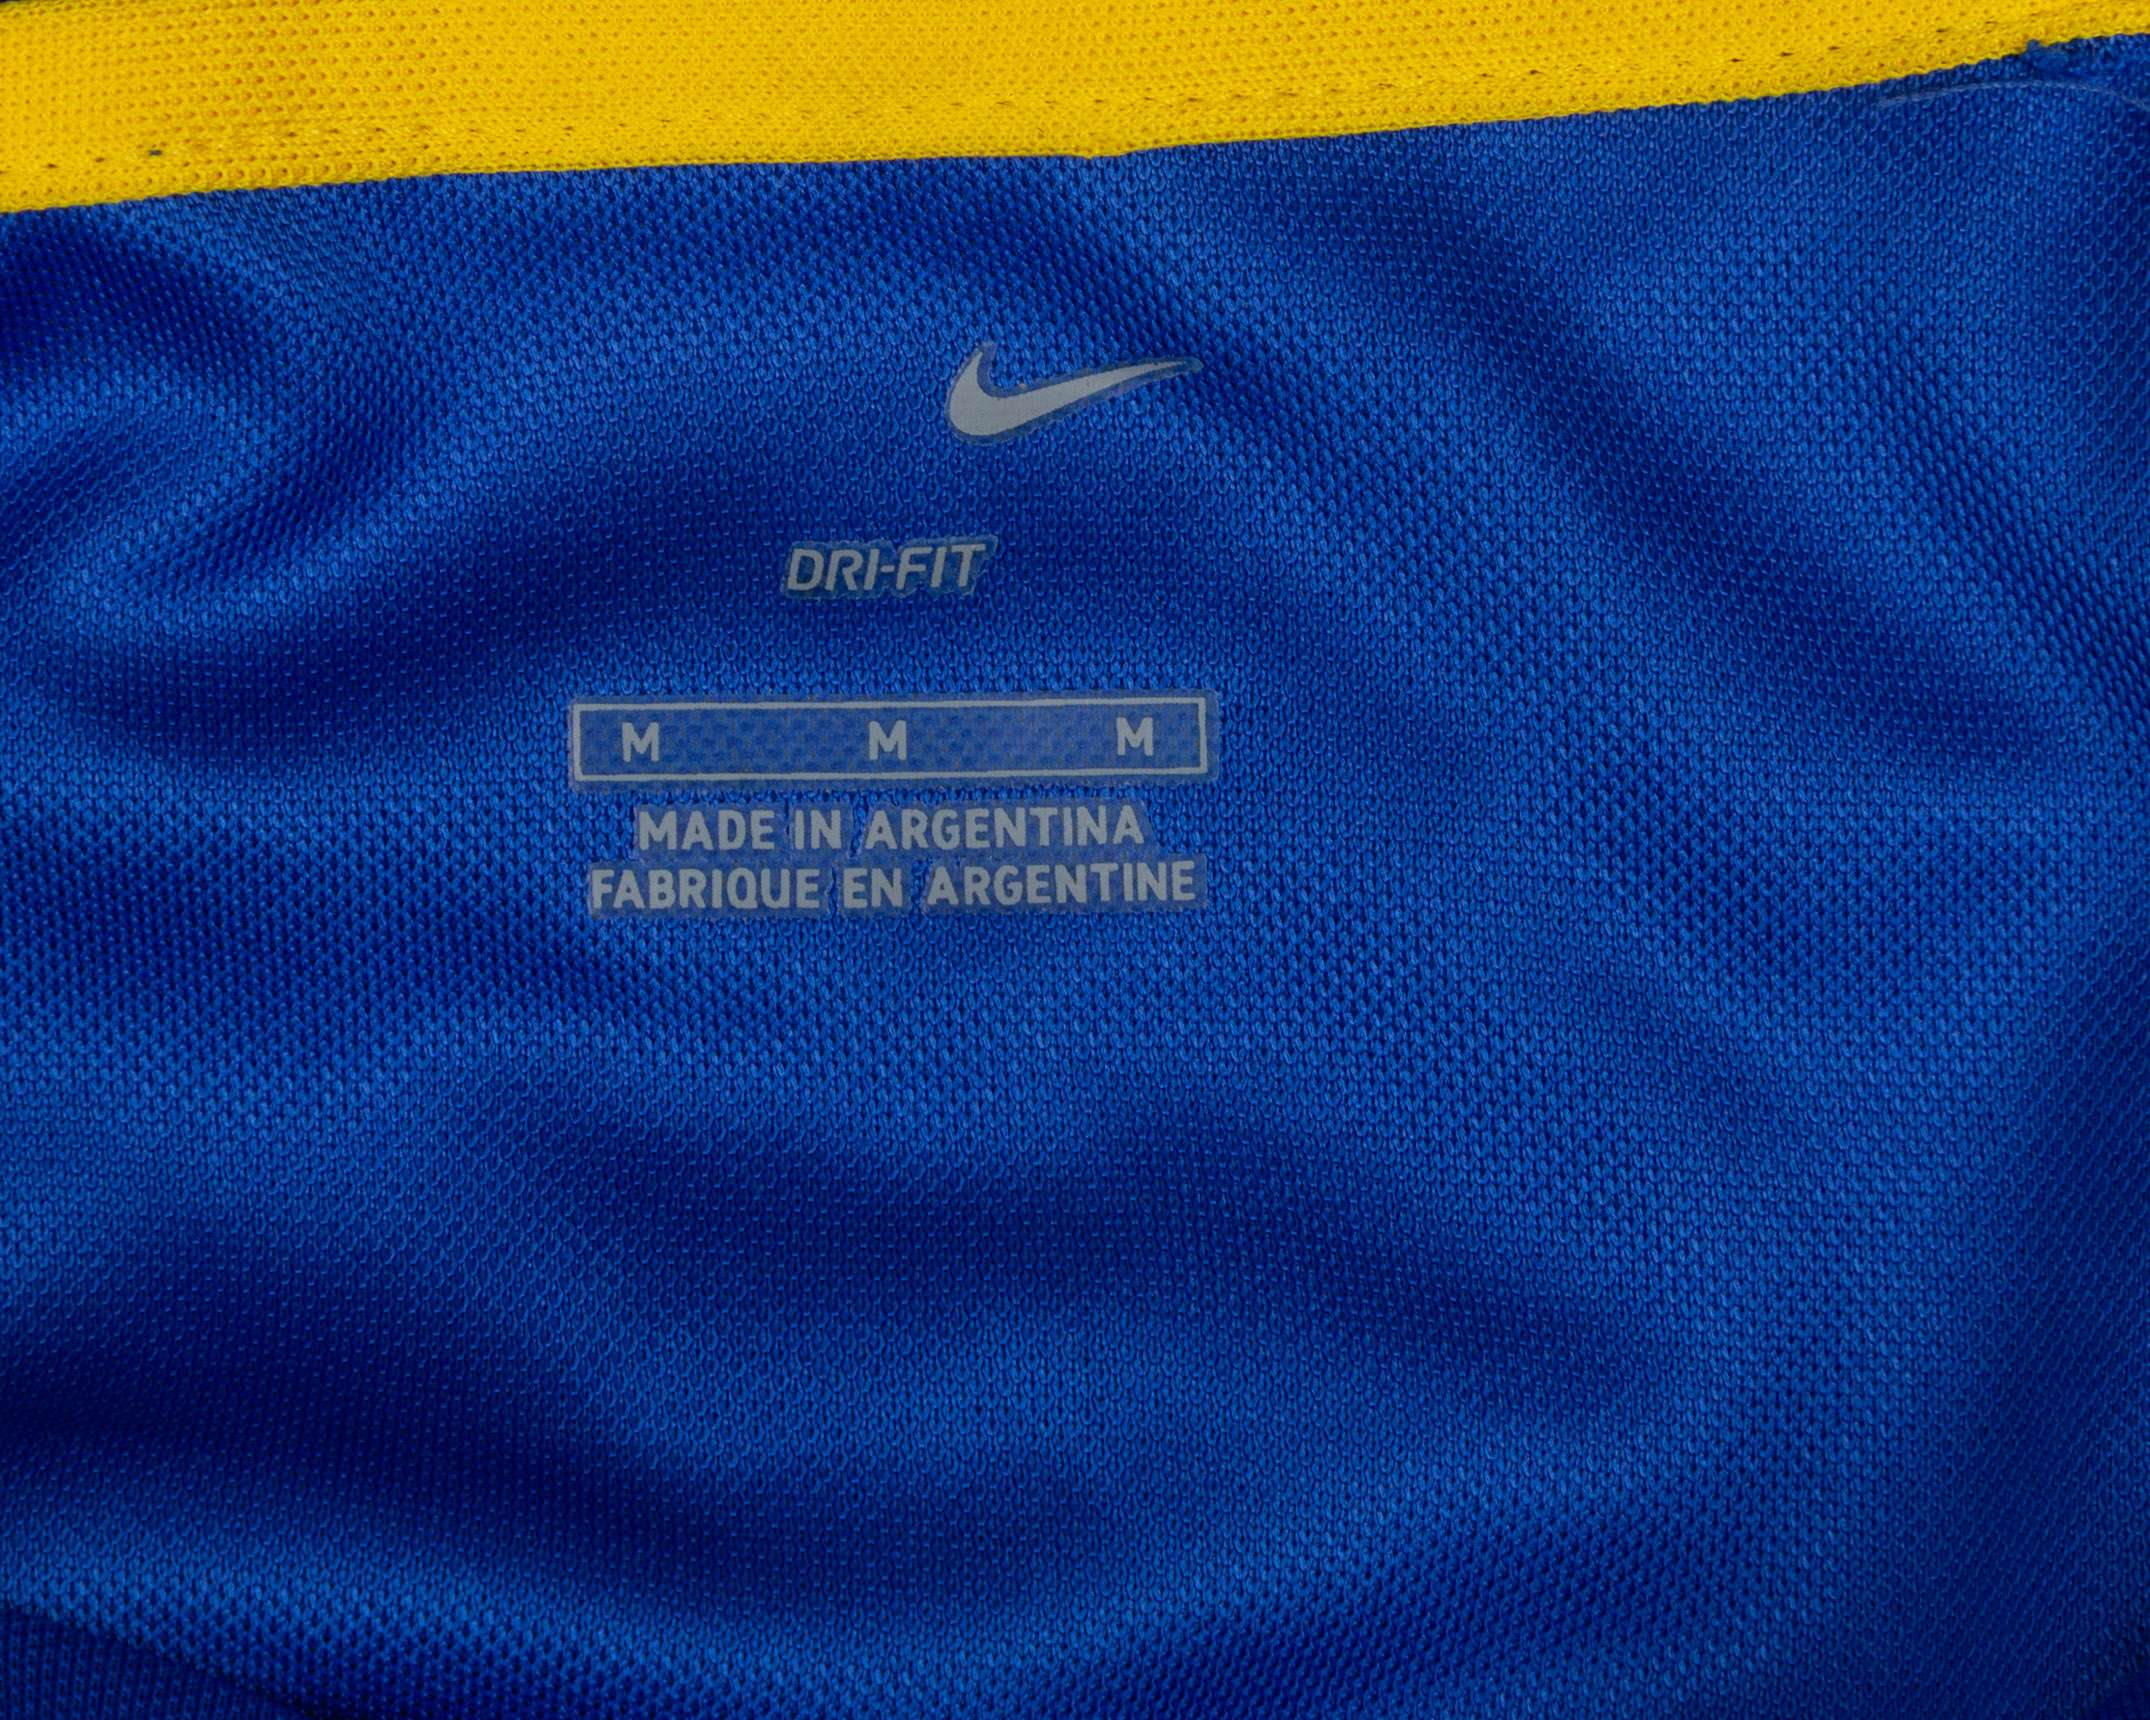 DRI-FIT
M M M
MADE IN ARGENTINA
FABRIQUE EN ARGENTINE